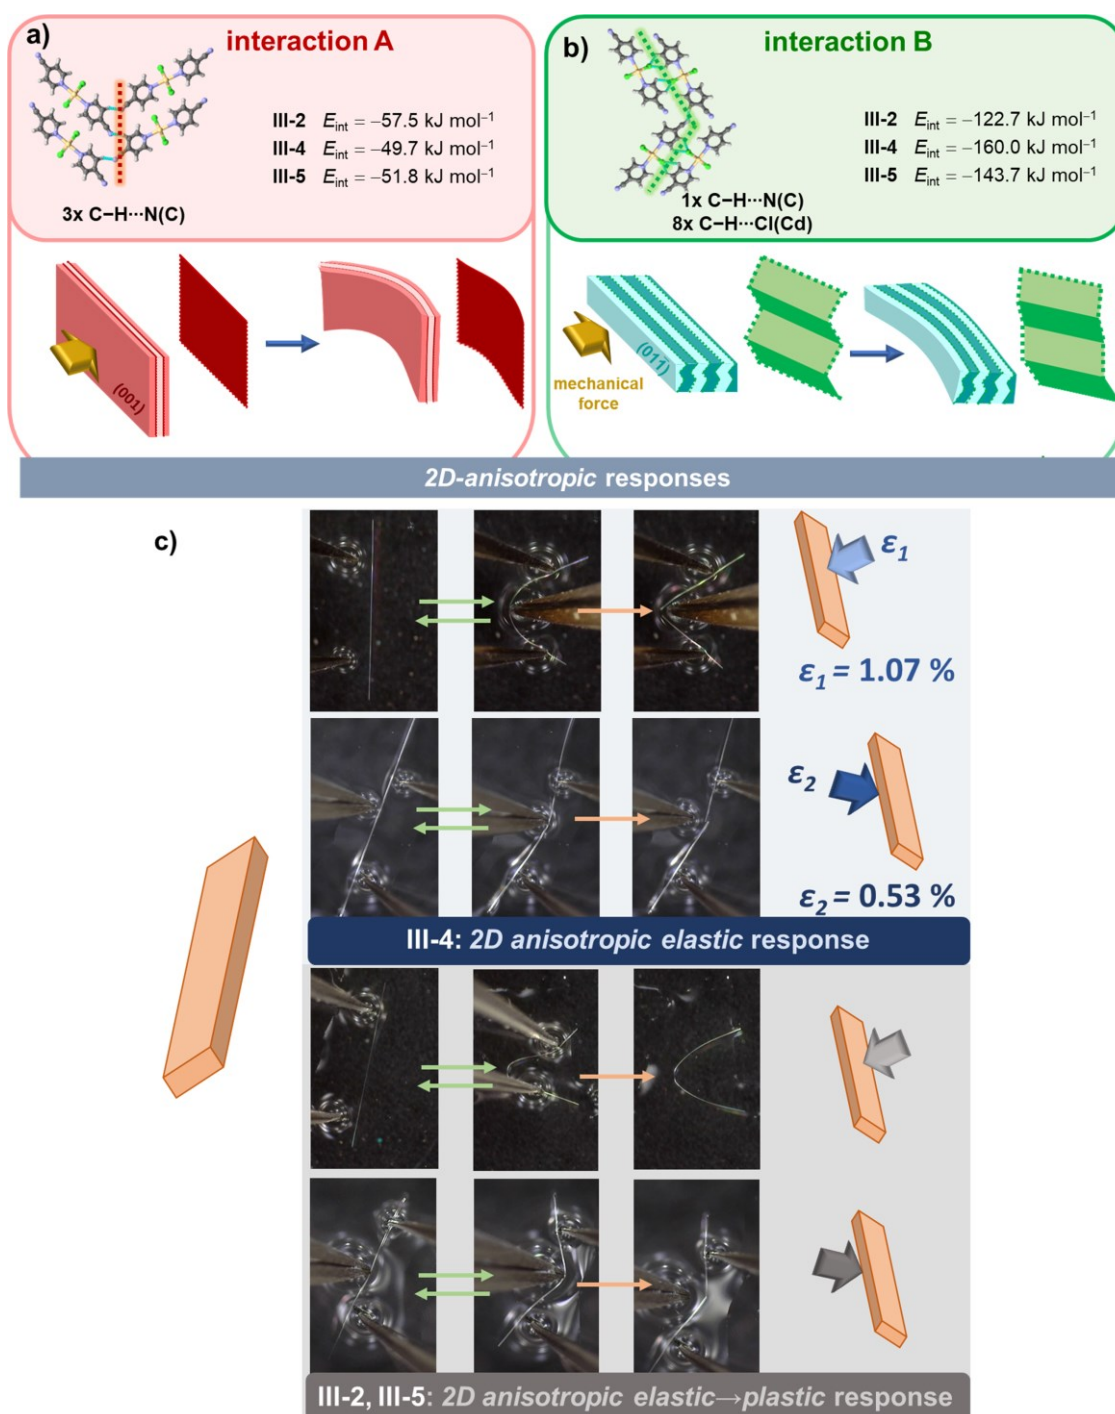 a)
interaction A
III-2 Eint = −57.5 kJ mol−1
III-4 Eint = −49.7 kJ mol−1
III-5 Eint = −51.8 kJ mol−1
3x C−H···N(C)
(001)
b)
interaction B
III-2 Eint = −122.7 kJ mol−1
III-4 Eint = −160.0 kJ mol−1
III-5 Eint = −143.7 kJ mol−1
1x C−H···N(C)
8x C−H···Cl(Cd)
(011)
mechanical
force
2D-anisotropic responses
c)
ε1
ε1 = 1.07 %
ε2
ε2 = 0.53 %
III-4: 2D anisotropic elastic response
III-2, III-5: 2D anisotropic elastic→plastic response